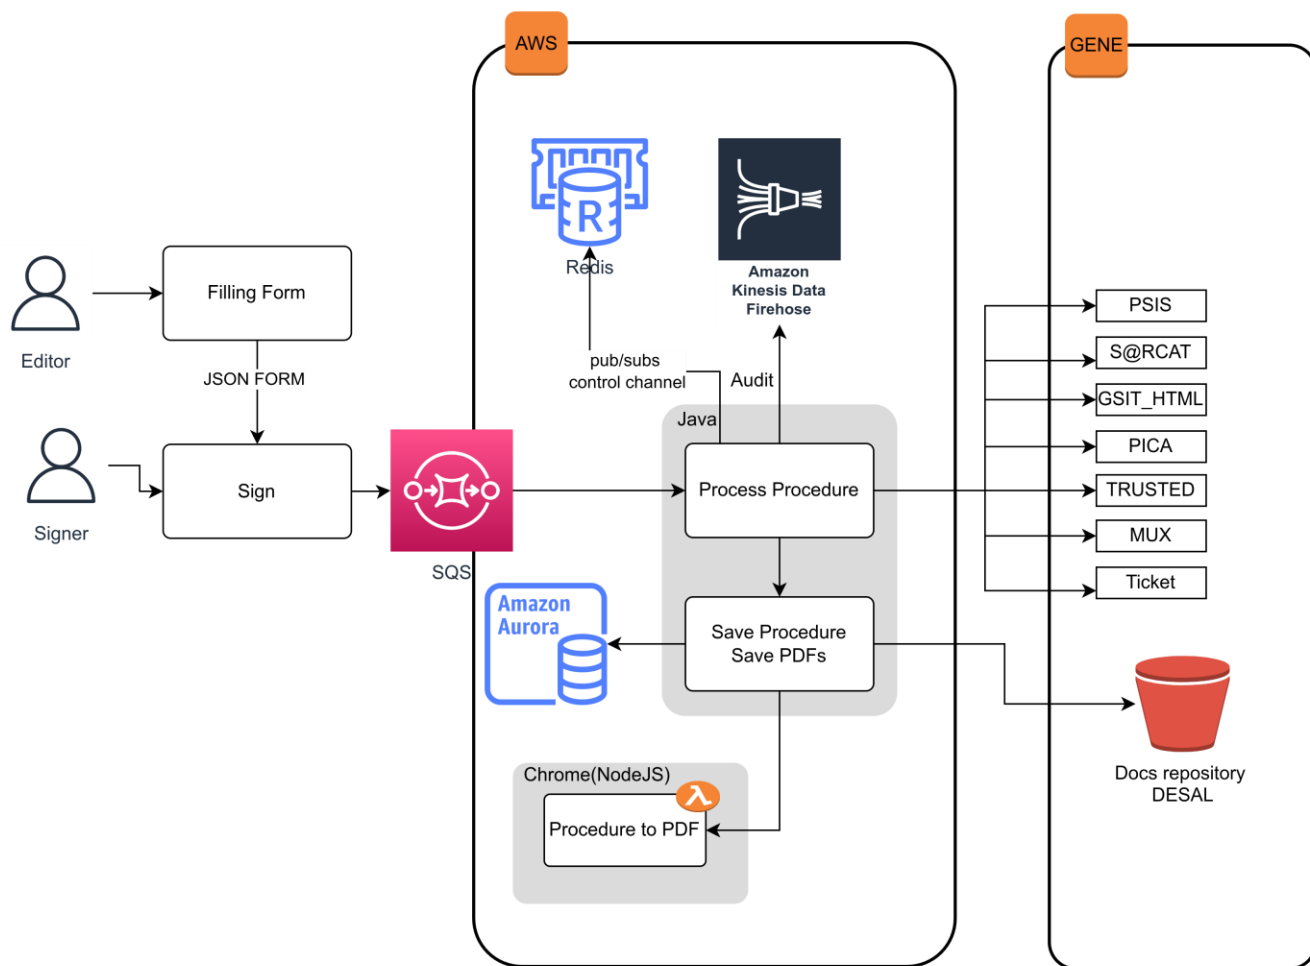 AWS
GENE
R
Redis
Amazon
Kinesis Data
Firehose
Editor
Filling Form
JSON FORM
pub/subs
control channel
Audit
Java
Signer
Sign
SQS
Process Procedure
PSIS
S@RCAT
GSIT_HTML
PICA
TRUSTED
MUX
Ticket
Amazon
Aurora
Save Procedure
Save PDFs
Chrome(NodeJS)
λ
Procedure to PDF
Docs repository
DESAL